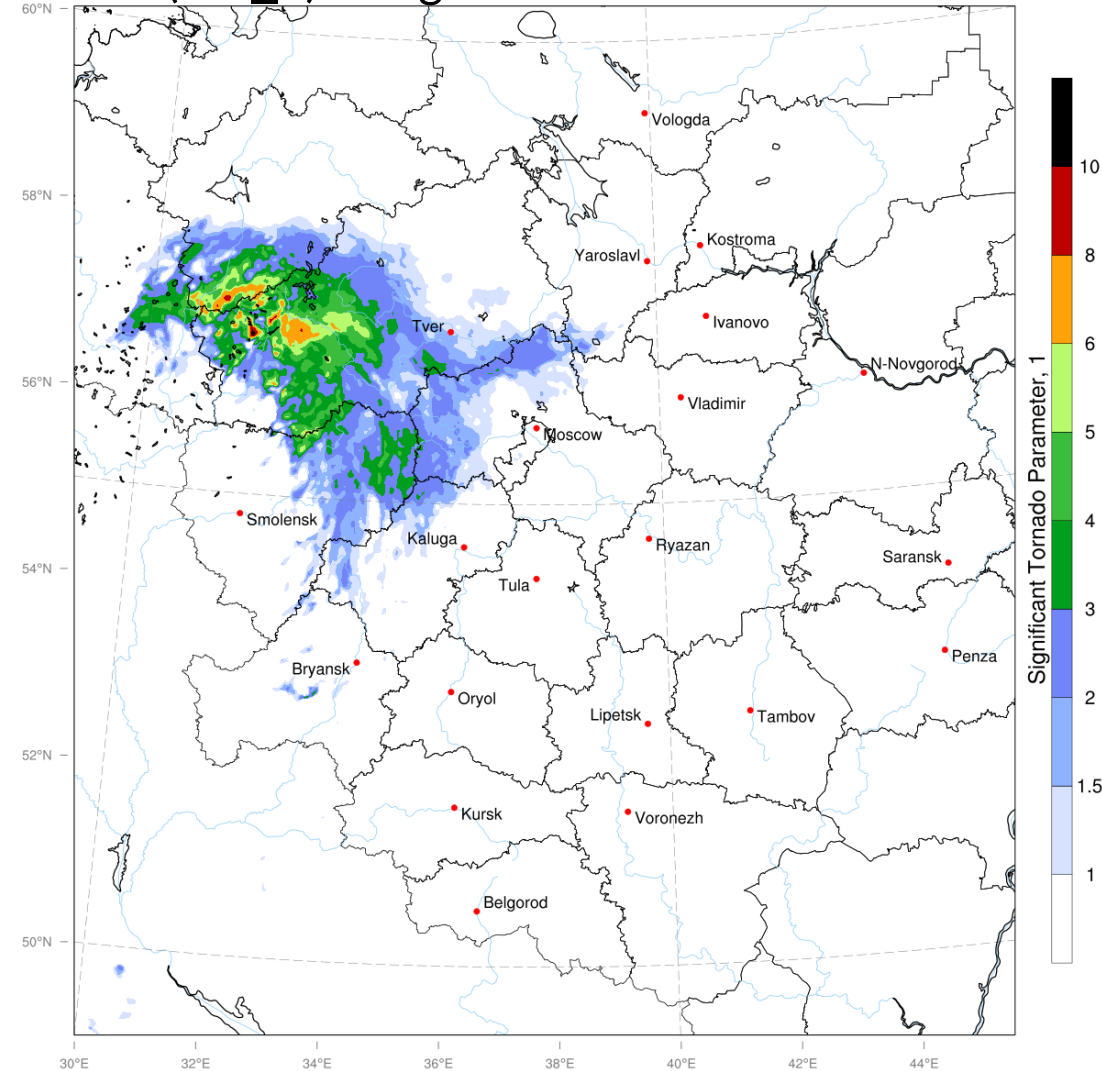 60°N
Vologda
10
58°N
Kostroma
Yaroslavl
8
Ivanovo
Tver
6
N-Novgorod
56°N
Vladimir
Moscow
5
Smolensk
4
Kaluga
Ryazan
Saransk
54°N
Tula
3
Penza
Bryansk
Oryol
2
Lipetsk
Tambov
52°N
1.5
Kursk
Voronezh
1
Belgorod
50°N
Significant Tornado Parameter, 1
30°E 32°E 34°E 36°E 38°E 40°E 42°E 44°E